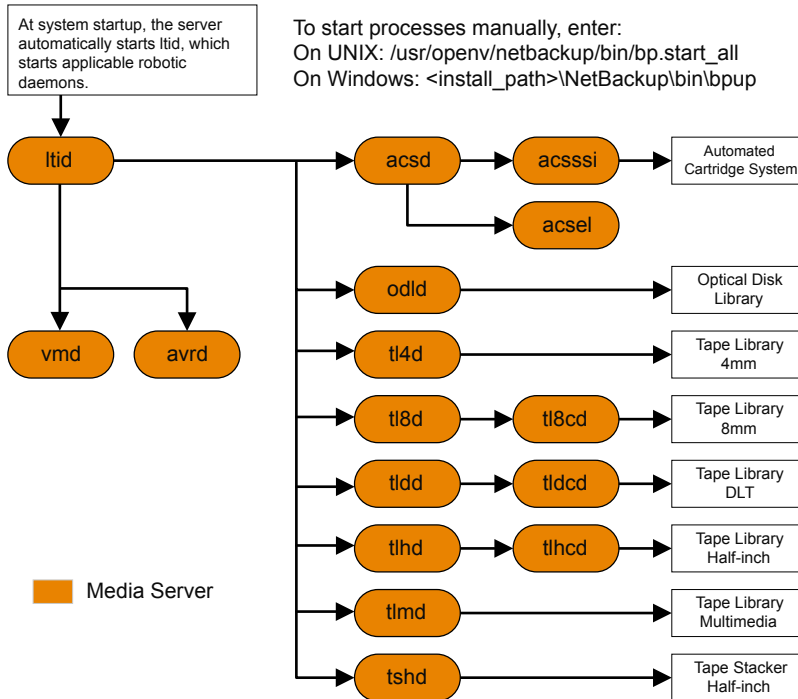 At system startup, the server
automatically starts ltid, which
starts applicable robotic
daemons.
To start processes manually, enter:
On UNIX: /usr/openv/netbackup/bin/bp.start_all
On Windows: <install_path>\NetBackup\bin\bpup
ltid
acsd
acsssi
Automated
Cartridge System
acsel
odld
Optical Disk
Library
vmd
avrd
tl4d
Tape Library
4mm
tl8d
tl8cd
Tape Library
8mm
tldd
tldcd
Tape Library
DLT
tlhd
tlhcd
Tape Library
Half-inch
Media Server
tlmd
Tape Library
Multimedia
tshd
Tape Stacker
Half-inch